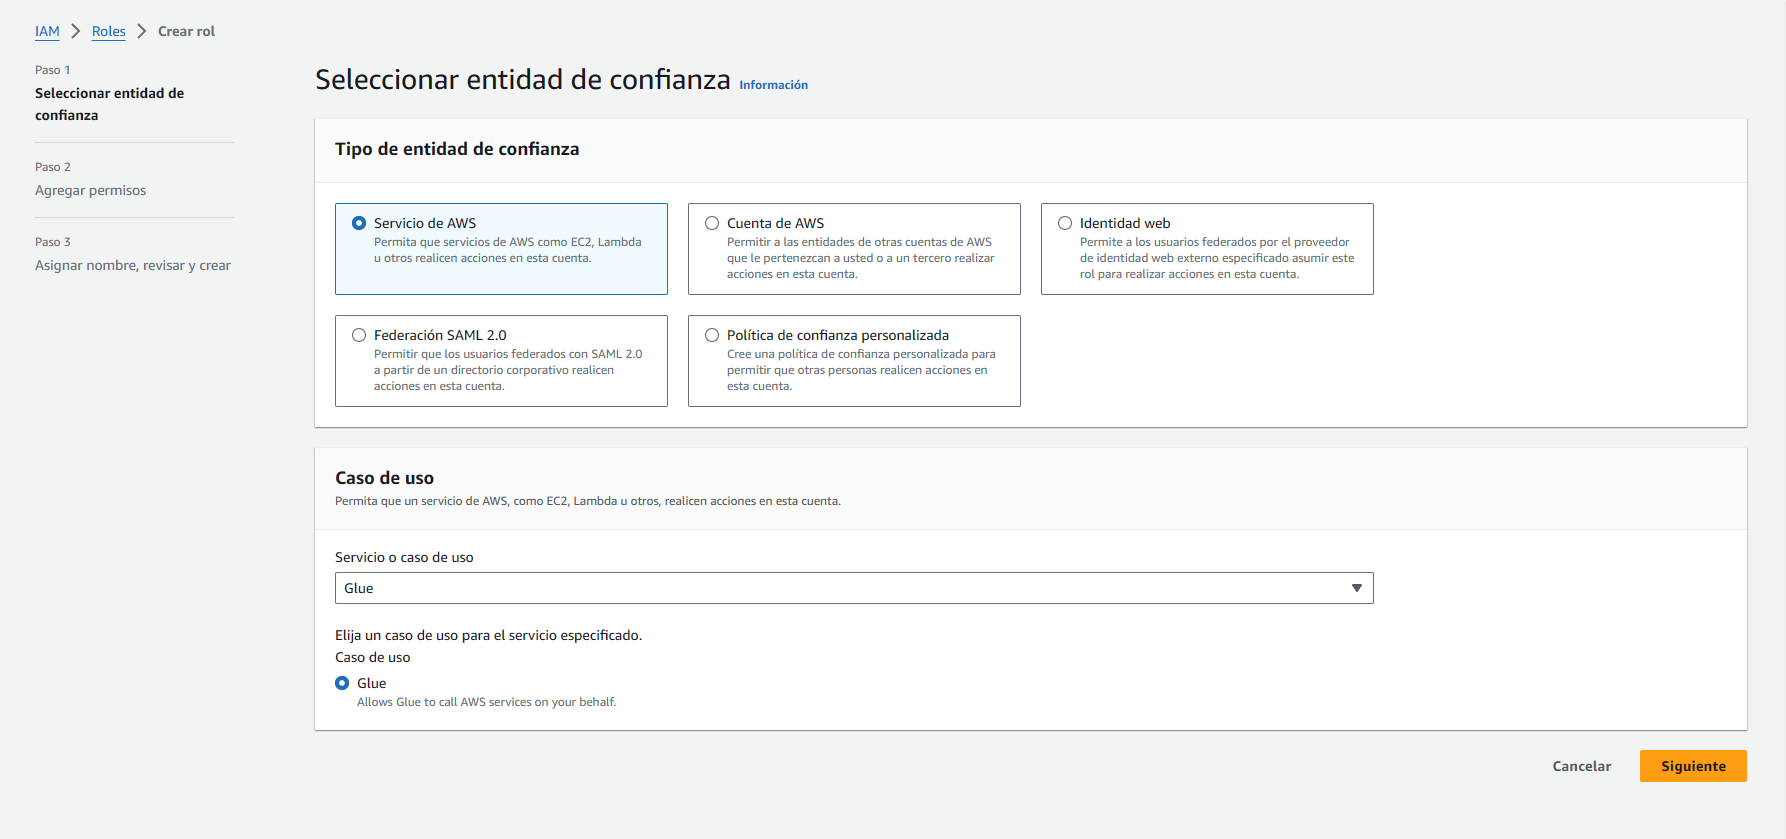 IAM > Roles > Crear rol
Paso 1
Seleccionar entidad de
confianza
Paso 2
Agregar permisos
Paso 3
Asignar nombre, revisar y crear
Seleccionar entidad de confianza Información
Tipo de entidad de confianza
Servicio de AWS
Permita que servicios de AWS como EC2, Lambda
u otros realicen acciones en esta cuenta.
Cuenta de AWS
Permitir a las entidades de otras cuentas de AWS
que le pertenezcan a usted o a un tercero realizar
acciones en esta cuenta.
Identidad web
Permite a los usuarios federados por el proveedor
de identidad web externo especificado asumir este
rol para realizar acciones en esta cuenta.
Federación SAML 2.0
Permitir que los usuarios federados con SAML 2.0
a partir de un directorio corporativo realicen
acciones en esta cuenta.
Política de confianza personalizada
Cree una política de confianza personalizada para
permitir que otras personas realicen acciones en
esta cuenta.
Caso de uso
Permita que un servicio de AWS, como EC2, Lambda u otros, realicen acciones en esta cuenta.
Servicio o caso de uso
Glue
Elija un caso de uso para el servicio especificado.
Caso de uso
Glue
Allows Glue to call AWS services on your behalf.
Cancelar
Siguiente